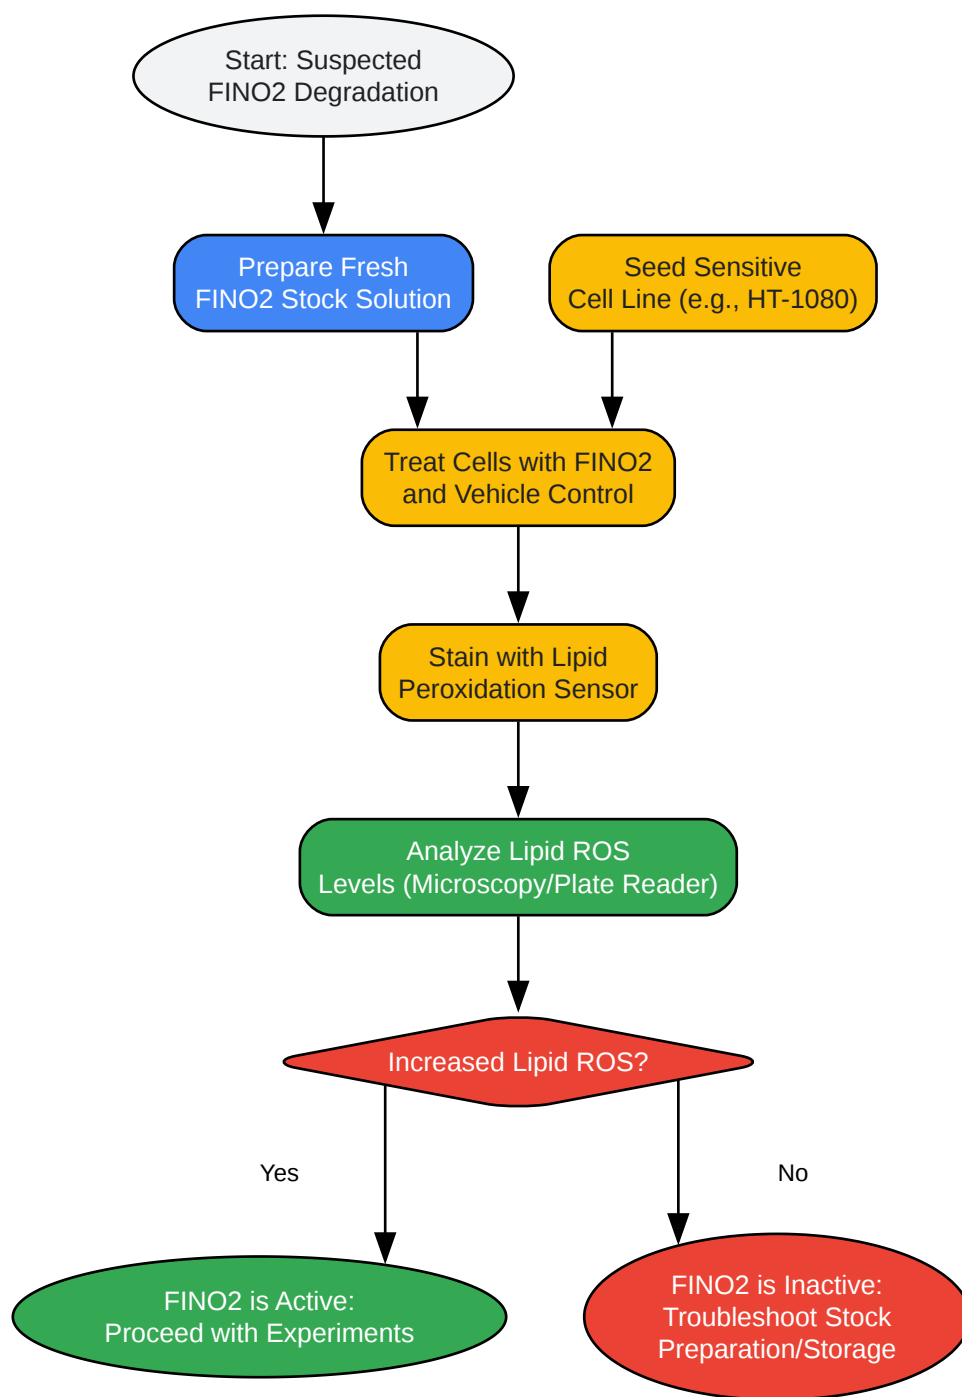 Start: Suspected
FINO2 Degradation
Prepare Fresh
FINO2 Stock Solution
Seed Sensitive
Cell Line (e.g., HT-1080)
Treat Cells with FINO2
and Vehicle Control
Stain with Lipid
Peroxidation Sensor
Analyze Lipid ROS
Levels (Microscopy/Plate Reader)
Increased Lipid ROS?
Yes
No
FINO2 is Active:
Proceed with Experiments
FINO2 is Inactive:
Troubleshoot Stock
Preparation/Storage